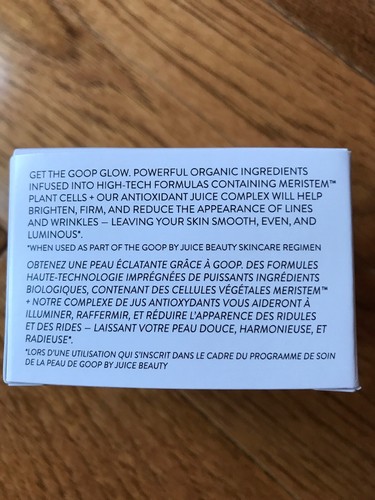 GET THE GOOP GLOW. POWERFUL ORGANIC INGREDIENTS
INFUSED INTO HIGH-TECH FORMULAS CONTAINING MERISTEM™
PLANT CELLS + OUR ANTIOXIDANT JUICE COMPLEX WILL HELP
BRIGHTEN, FIRM, AND REDUCE THE APPEARANCE OF LINES
AND WRINKLES — LEAVING YOUR SKIN SMOOTH, EVEN, AND
LUMINOUS*.
*WHEN USED AS PART OF THE GOOP BY JUICE BEAUTY SKINCARE REGIMEN
OBTENEZ UNE PEAU ÉCLATANTE GRÂCE À GOOP. DES FORMULES
HAUTE-TECHNOLOGIE IMPRÉGNÉES DE PUISSANTS INGRÉDIENTS
BIOLOGIQUES, CONTENANT DES CELLULES VÉGÉTALES MERISTEM™
+ NOTRE COMPLEXE DE JUS ANTIOXYDANTS VOUS AIDERONT À
ILLUMINER, RAFFERMIR, ET RÉDUIRE L'APPARENCE DES RIDULES
ET DES RIDES — LAISSANT VOTRE PEAU DOUCE, HARMONIEUSE, ET
RADIEUSE*.
*LORS D'UNE UTILISATION QUI S'INSCRIT DANS LE CADRE DU PROGRAMME DE SOIN
DE LA PEAU DE GOOP BY JUICE BEAUTY